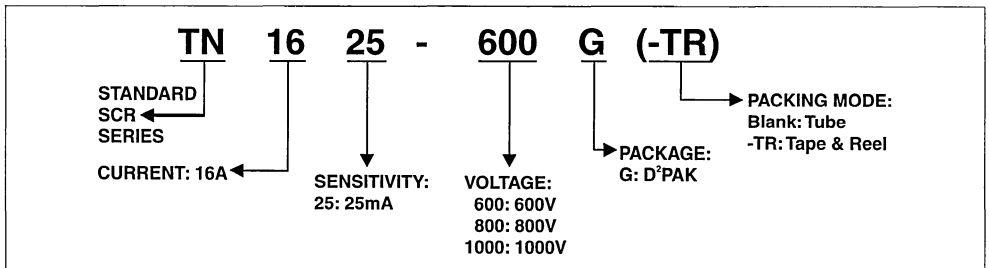 TN 16 25 - 600 G (-TR)
STANDARD
SCR
SERIES
CURRENT: 16A
SENSITIVITY:
25: 25mA
VOLTAGE:
600: 600V
800: 800V
1000: 1000V
PACKAGE:
G: D²PAK
PACKING MODE:
Blank: Tube
-TR: Tape & Reel